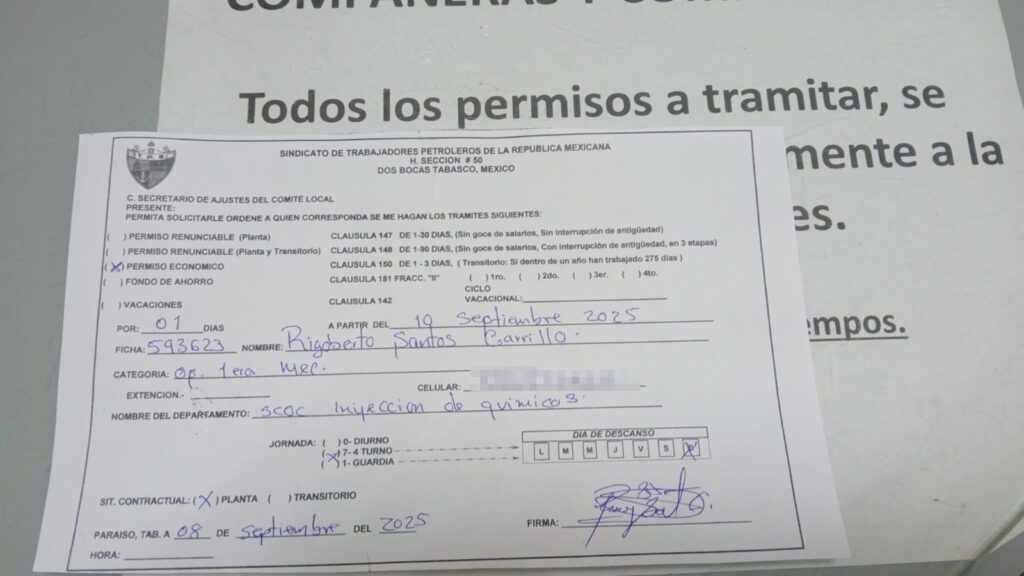 Todos los permisos a tramitar, se
mente a la
es.
empos.
SINDICATO DE TRABAJADORES PETROLEROS DE LA REPUBLICA MEXICANA
H. SECCION # 50
DOS BOCAS TABASCO, MEXICO
C. SECRETARIO DE AJUSTES DEL COMITÉ LOCAL
PRESENTE:
PERMITA SOLICITARLE ORDENE A QUIEN CORRESPONDA SE ME HAGAN LOS TRAMITES SIGUIENTES:
( ) PERMISO RENUNCIABLE (Planta) CLAUSULA 147 DE 1-30 DIAS, (Sin goce de salarios, Sin interrupción de antigüedad)
( ) PERMISO RENUNCIABLE (Planta y Transitorio) CLAUSULA 148 DE 1-90 DIAS, (Sin goce de salarios, Con interrupción de antigüedad, en 3 etapas)
(X) PERMISO ECONOMICO CLAUSULA 150 DE 1 - 3 DIAS, ( Transitorio: Si dentro de un año han trabajado 275 dias )
( ) FONDO DE AHORRO CLAUSULA 181 FRACC. "II" ( )1ro. ( )2do. ( )3er. ( )4to.
CICLO
( ) VACACIONES CLAUSULA 142 VACACIONAL:
POR: 01 DIAS A PARTIR DEL 19 septiembre 2025
FICHA: 593623 NOMBRE: Rigoberto Santos Carrillo.
CATEGORIA: Op. 1era Mec.
EXTENCION.- CELULAR:
NOMBRE DEL DEPARTAMENTO: scoc Inyeccion de quimicos.
JORNADA: ( ) 0- DIURNO DIA DE DESCANSO
(X) 7- 4 TURNO L M M J V S D
( ) 1- GUARDIA
SIT. CONTRACTUAL: (X) PLANTA ( ) TRANSITORIO
PARAISO, TAB. A 08 DE septiembre DEL 2025 FIRMA:
HORA: